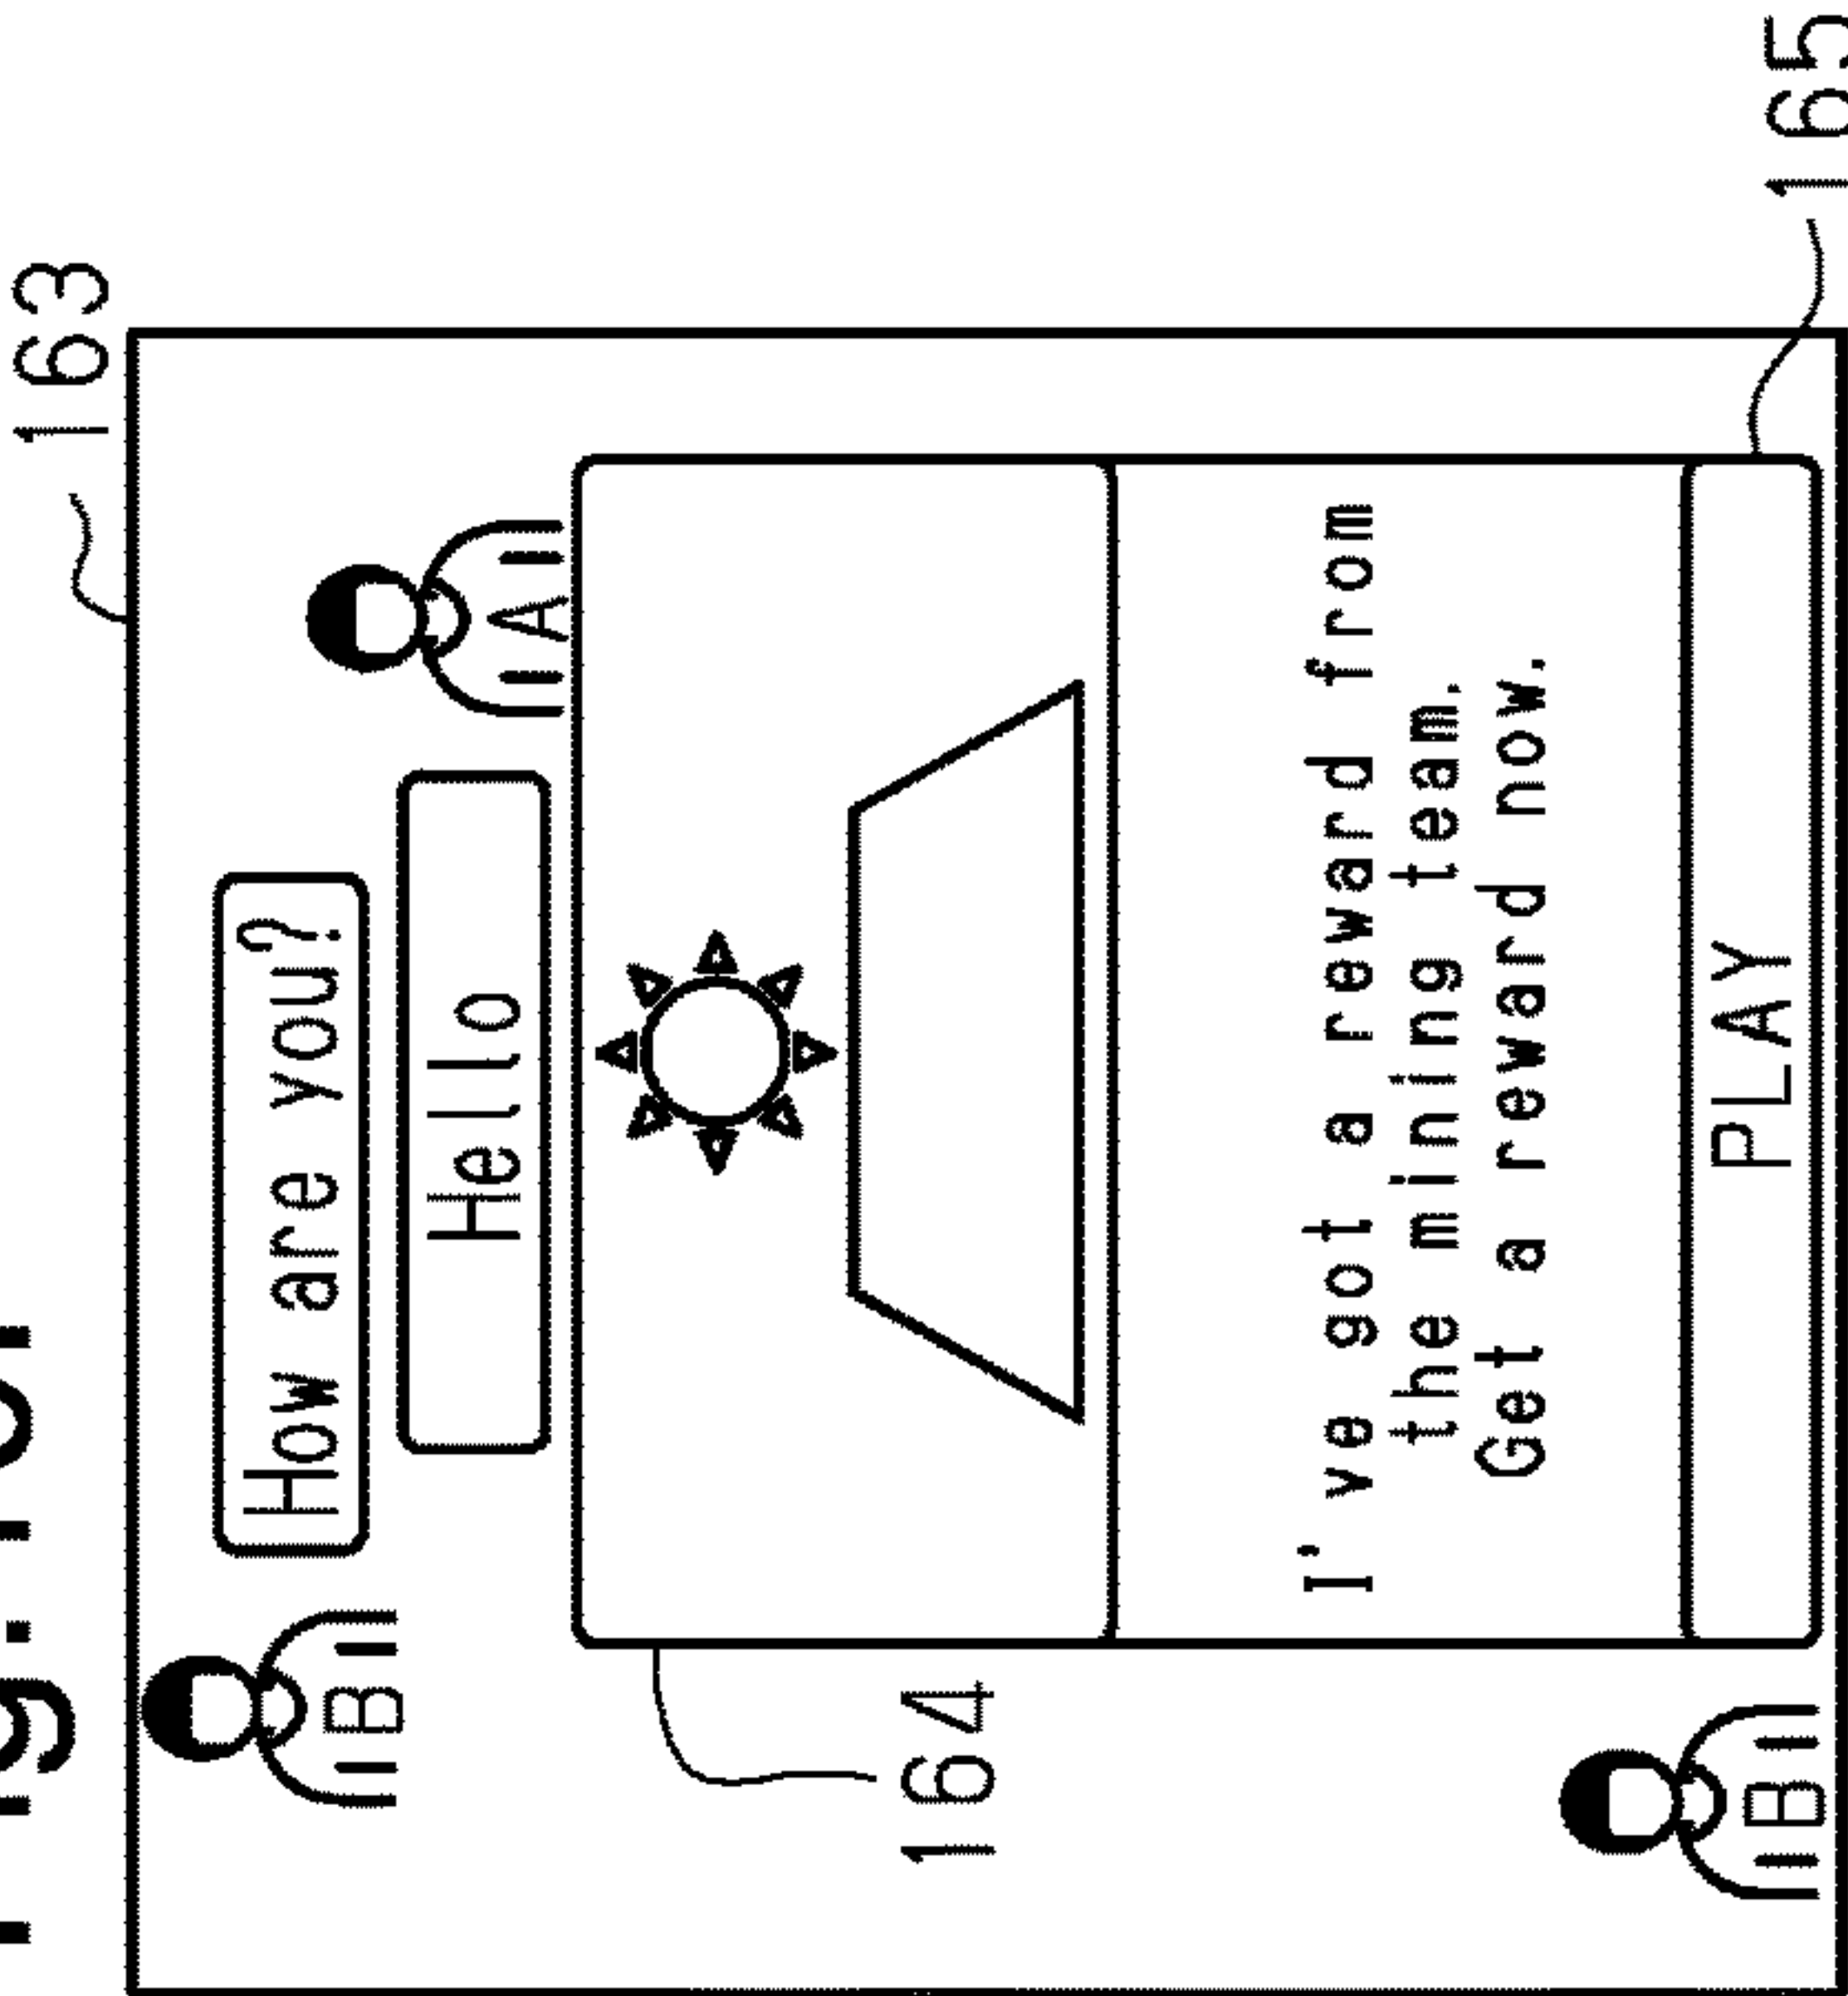 163
How are you?
B
Hello
A
164
I've got a reward from
the mining team.
Get a reward now.
PLAY
B
165